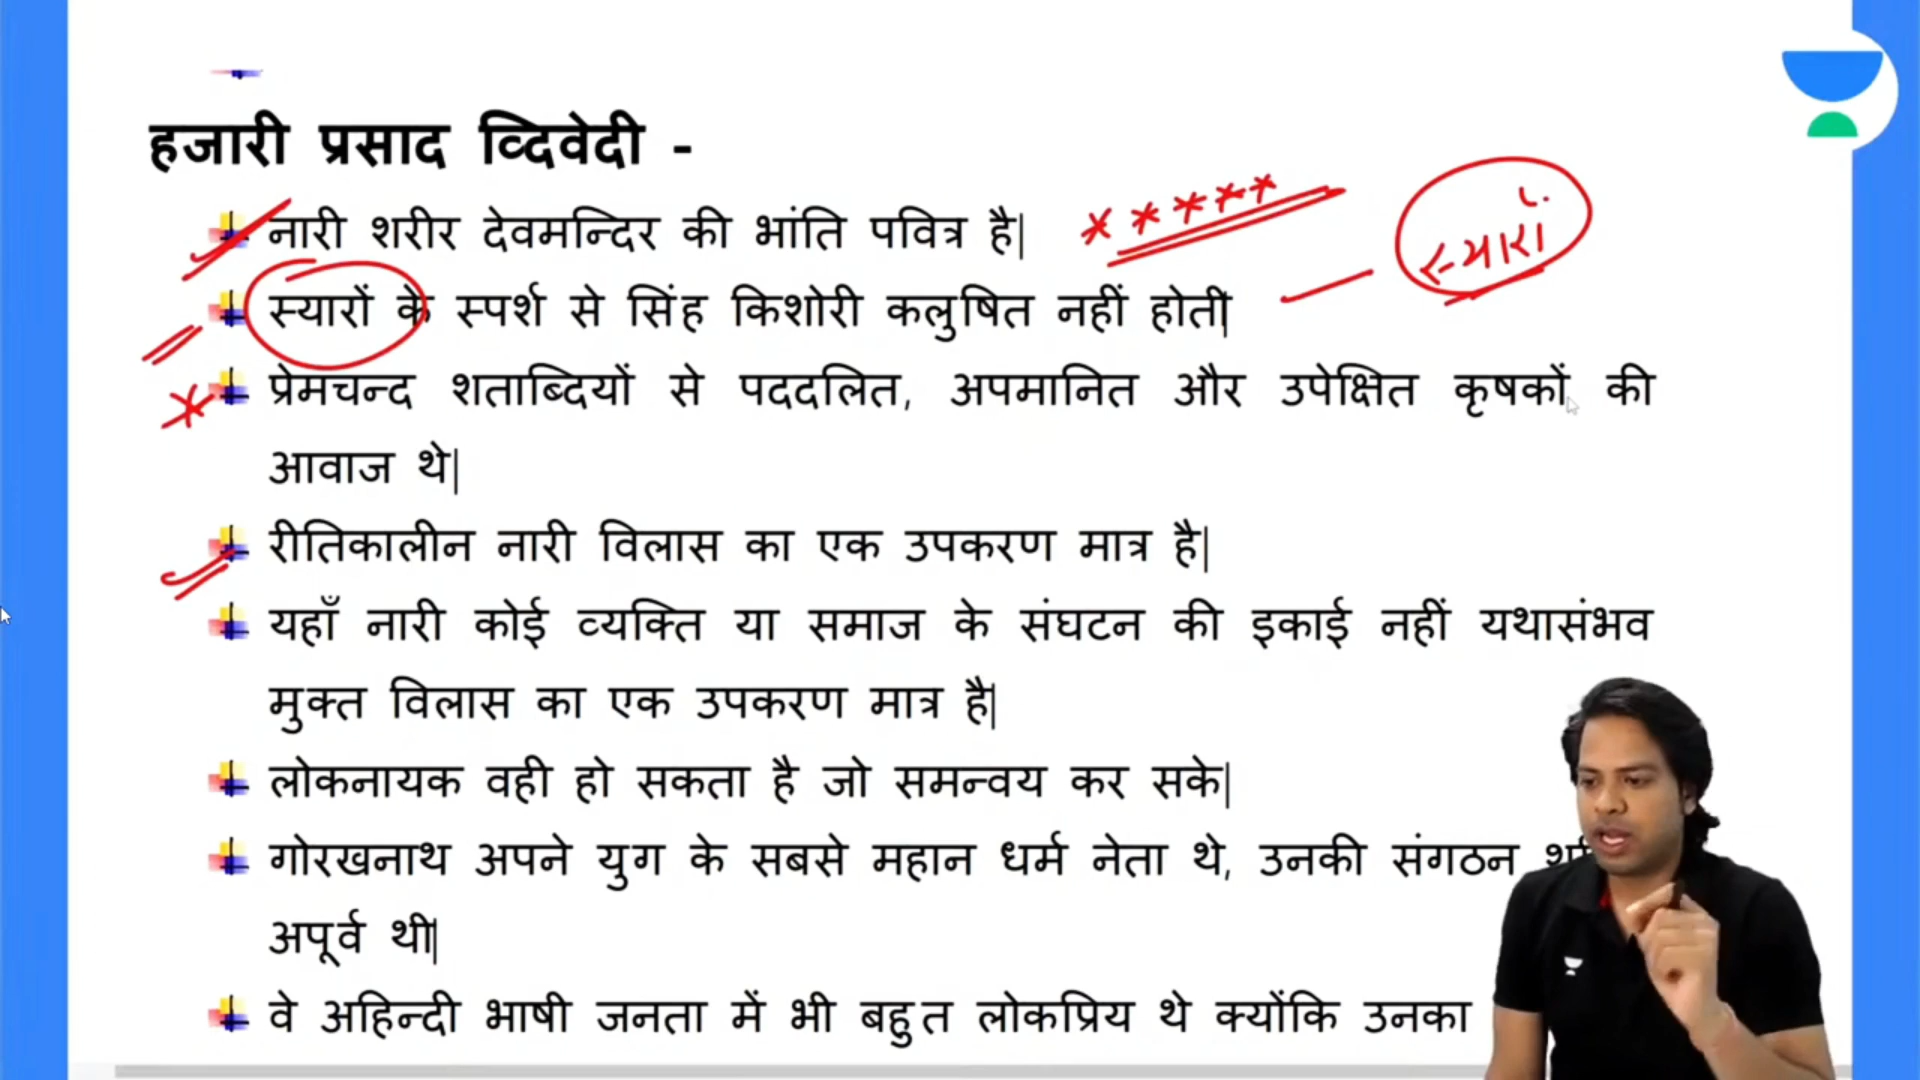 हजारी प्रसाद व्दिवेदी -
नारी शरीर देवमन्दिर की भांति पवित्र है|
स्यारों के स्पर्श से सिंह किशोरी कलुषित नहीं होती|
प्रेमचन्द शताब्दियों से पददलित, अपमानित और उपेक्षित कृषकों की
आवाज थे|
रीतिकालीन नारी विलास का एक उपकरण मात्र है|
यहाँ नारी कोई व्यक्ति या समाज के संघटन की इकाई नहीं यथासंभव
मुक्त विलास का एक उपकरण मात्र है|
लोकनायक वही हो सकता है जो समन्वय कर सके|
गोरखनाथ अपने युग के सबसे महान धर्म नेता थे, उनकी संगठन
अपूर्व थी|
वे अहिन्दी भाषी जनता में भी बहुत लोकप्रिय थे क्योंकि उनका